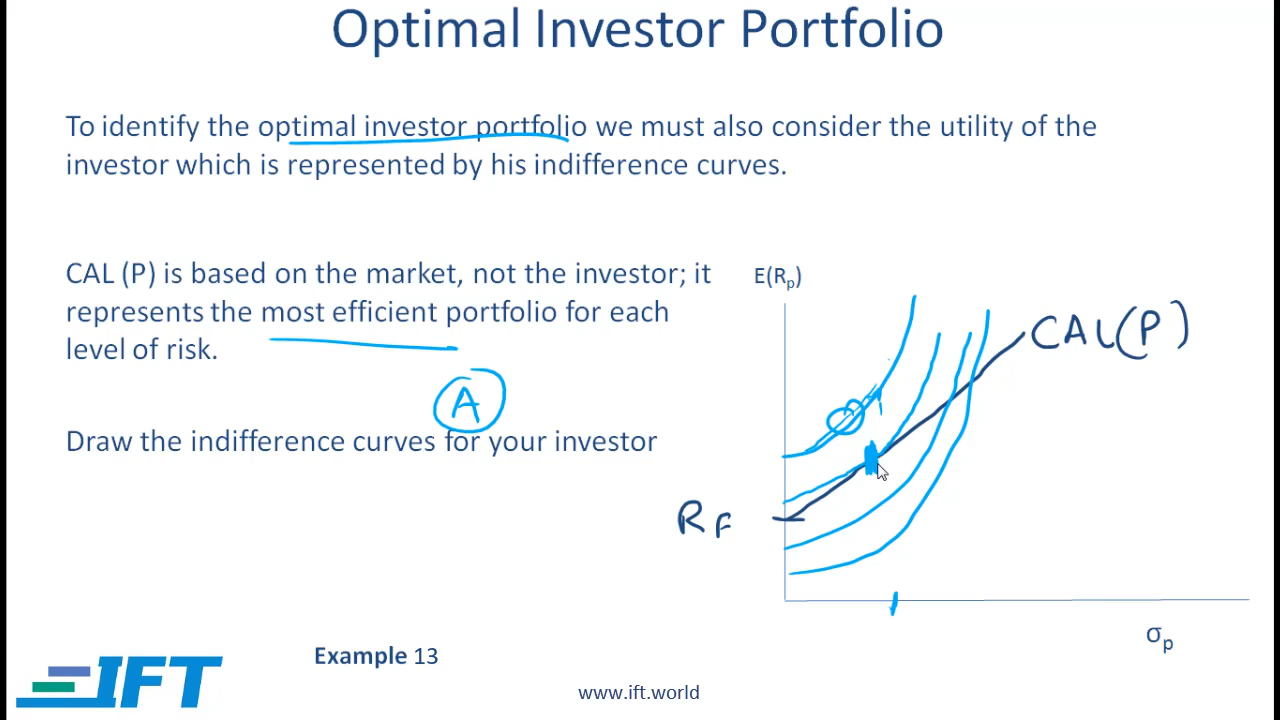 Optimal Investor Portfolio
To identify the optimal investor portfolio we must also consider the utility of the
investor which is represented by his indifference curves.
CAL (P) is based on the market, not the investor; it
represents the most efficient portfolio for each
level of risk.
A
Draw the indifference curves for your investor
E(Rp)
CAL(P)
RF
σp
Example 13
IFT
www.ift.world